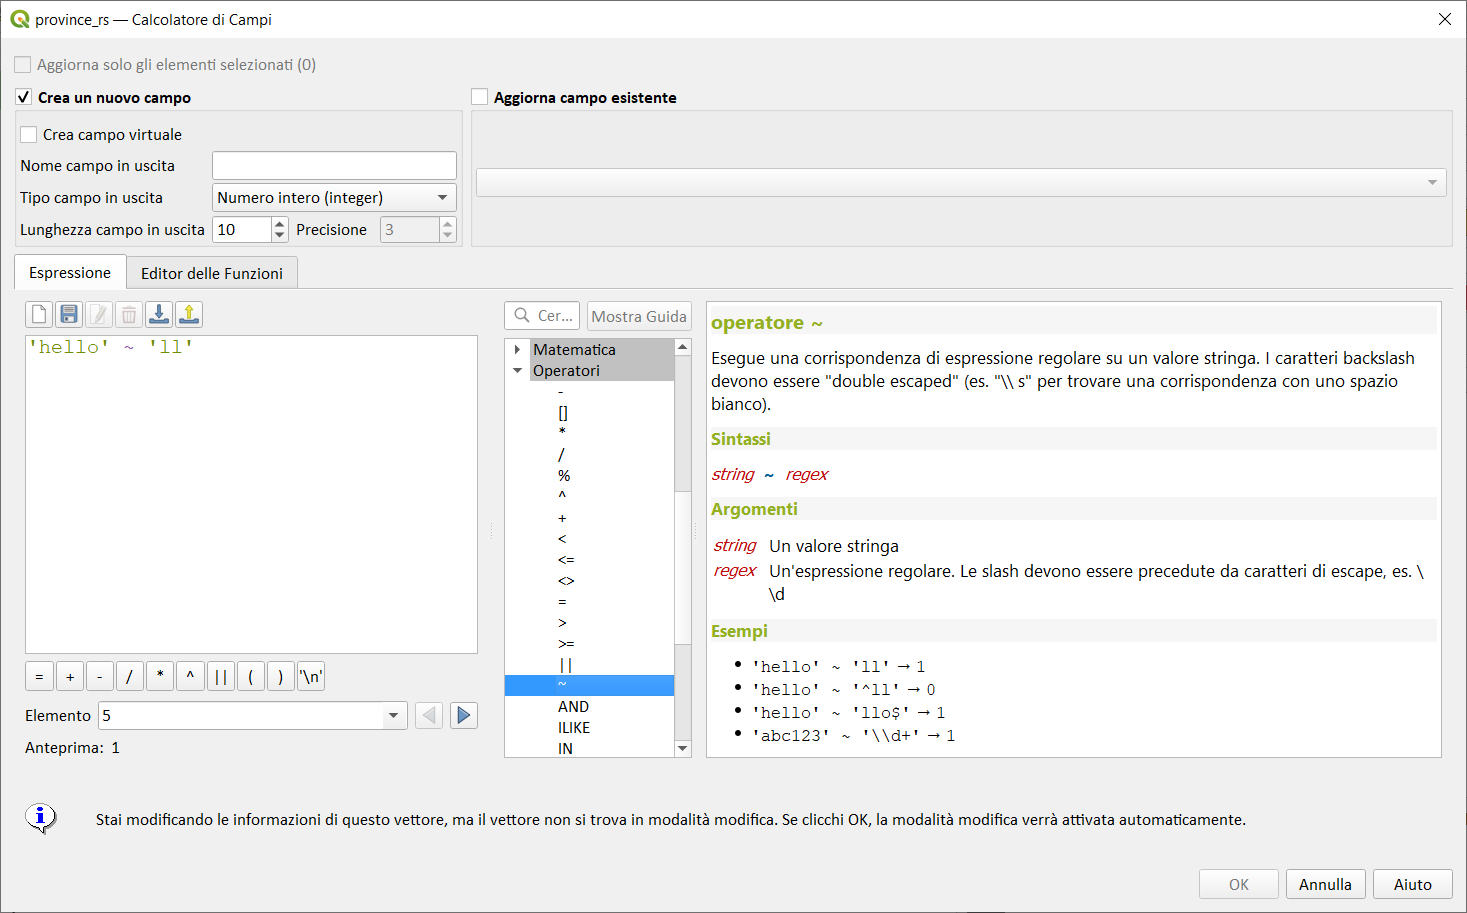 province_rs — Calcolatore di Campi
Aggiorna solo gli elementi selezionati (0)
Crea un nuovo campo
Aggiorna campo esistente
Crea campo virtuale
Nome campo in uscita
Tipo campo in uscita Numero intero (integer)
Lunghezza campo in uscita 10 Precisione 3
Espressione Editor delle Funzioni
'hello' ~ 'll'
= + - / * ^ || ( ) '\n'
Elemento 5
Anteprima: 1
Cer... Mostra Guida
Matematica
Operatori
-
[]
*
/
%
^
+
<
<=
<>
=
>
>=
||
~
AND
ILIKE
IN
operatore ~
Esegue una corrispondenza di espressione regolare su un valore stringa. I caratteri backslash
devono essere "double escaped" (es. "\\ s" per trovare una corrispondenza con uno spazio
bianco).
Sintassi
string ~ regex
Argomenti
string Un valore stringa
regex Un'espressione regolare. Le slash devono essere precedute da caratteri di escape, es. \
\d
Esempi
• 'hello' ~ 'll' → 1
• 'hello' ~ '^ll' → 0
• 'hello' ~ 'llo$' → 1
• 'abc123' ~ '\\d+' → 1
Stai modificando le informazioni di questo vettore, ma il vettore non si trova in modalità modifica. Se clicchi OK, la modalità modifica verrà attivata automaticamente.
OK Annulla Aiuto